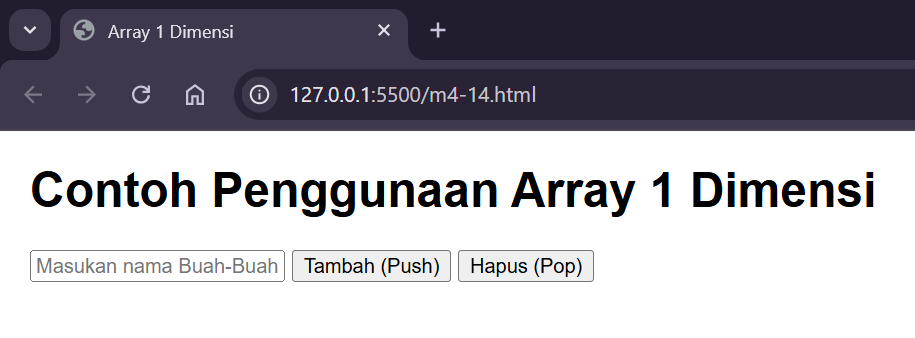 Array 1 Dimensi
127.0.0.1:5500/m4-14.html
Contoh Penggunaan Array 1 Dimensi
Masukan nama Buah-Buah Tambah (Push) Hapus (Pop)